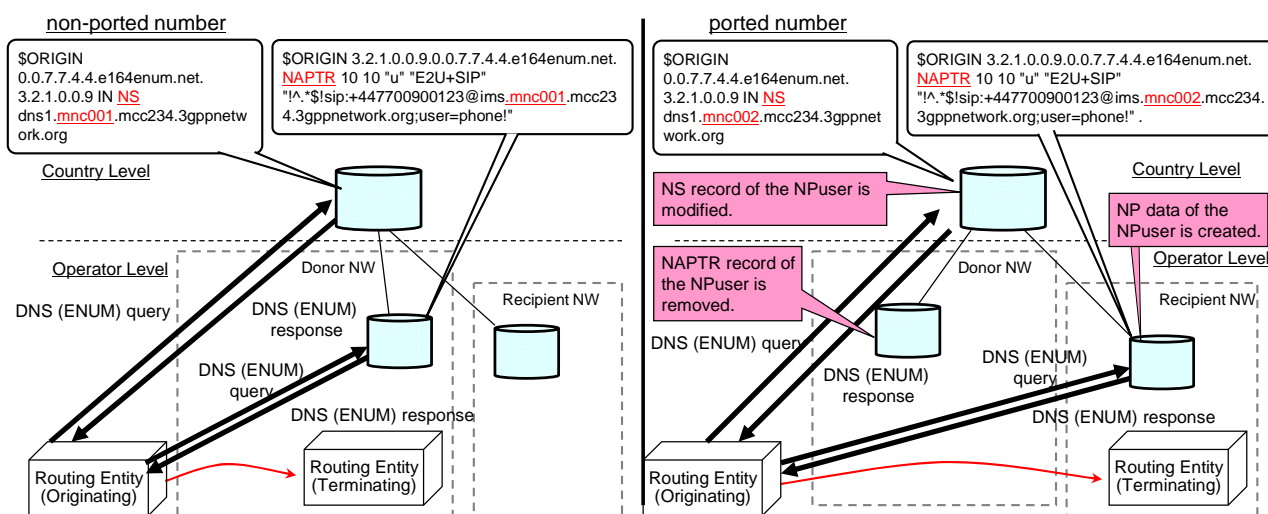 non-ported number
$ORIGIN
0.0.7.7.4.4.e164enum.net.
3.2.1.0.0.9 IN NS
dns1.mnc001.mcc234.3gppnetw
ork.org
$ORIGIN 3.2.1.0.0.9.0.0.7.7.4.4.e164enum.net.
NAPTR 10 10 "u" "E2U+SIP"
"!^.*$!sip:+447700900123@ims.mnc001.mcc23
4.3gppnetwork.org;user=phone!"
Country Level
Operator Level
Donor NW
Recipient NW
DNS (ENUM) query
DNS (ENUM)
response
DNS (ENUM)
query
DNS (ENUM) response
Routing Entity
(Originating)
Routing Entity
(Terminating)
ported number
$ORIGIN
0.0.7.7.4.4.e164enum.net.
3.2.1.0.0.9 IN NS
dns1.mnc002.mcc234.3gppnet
work.org
$ORIGIN 3.2.1.0.0.9.0.0.7.7.4.4.e164enum.net.
NAPTR 10 10 "u" "E2U+SIP"
"!^.*$!sip:+447700900123@ims.mnc002.mcc234.
3gppnetwork.org;user=phone!" .
NS record of the NPuser is
modified.
Country Level
NP data of the
NPuser is created.
Operator Level
NAPTR record of
the NPuser is
removed.
Donor NW
Recipient NW
DNS (ENUM) query
DNS (ENUM)
response
DNS (ENUM)
query
DNS (ENUM) response
Routing Entity
(Originating)
Routing Entity
(Terminating)